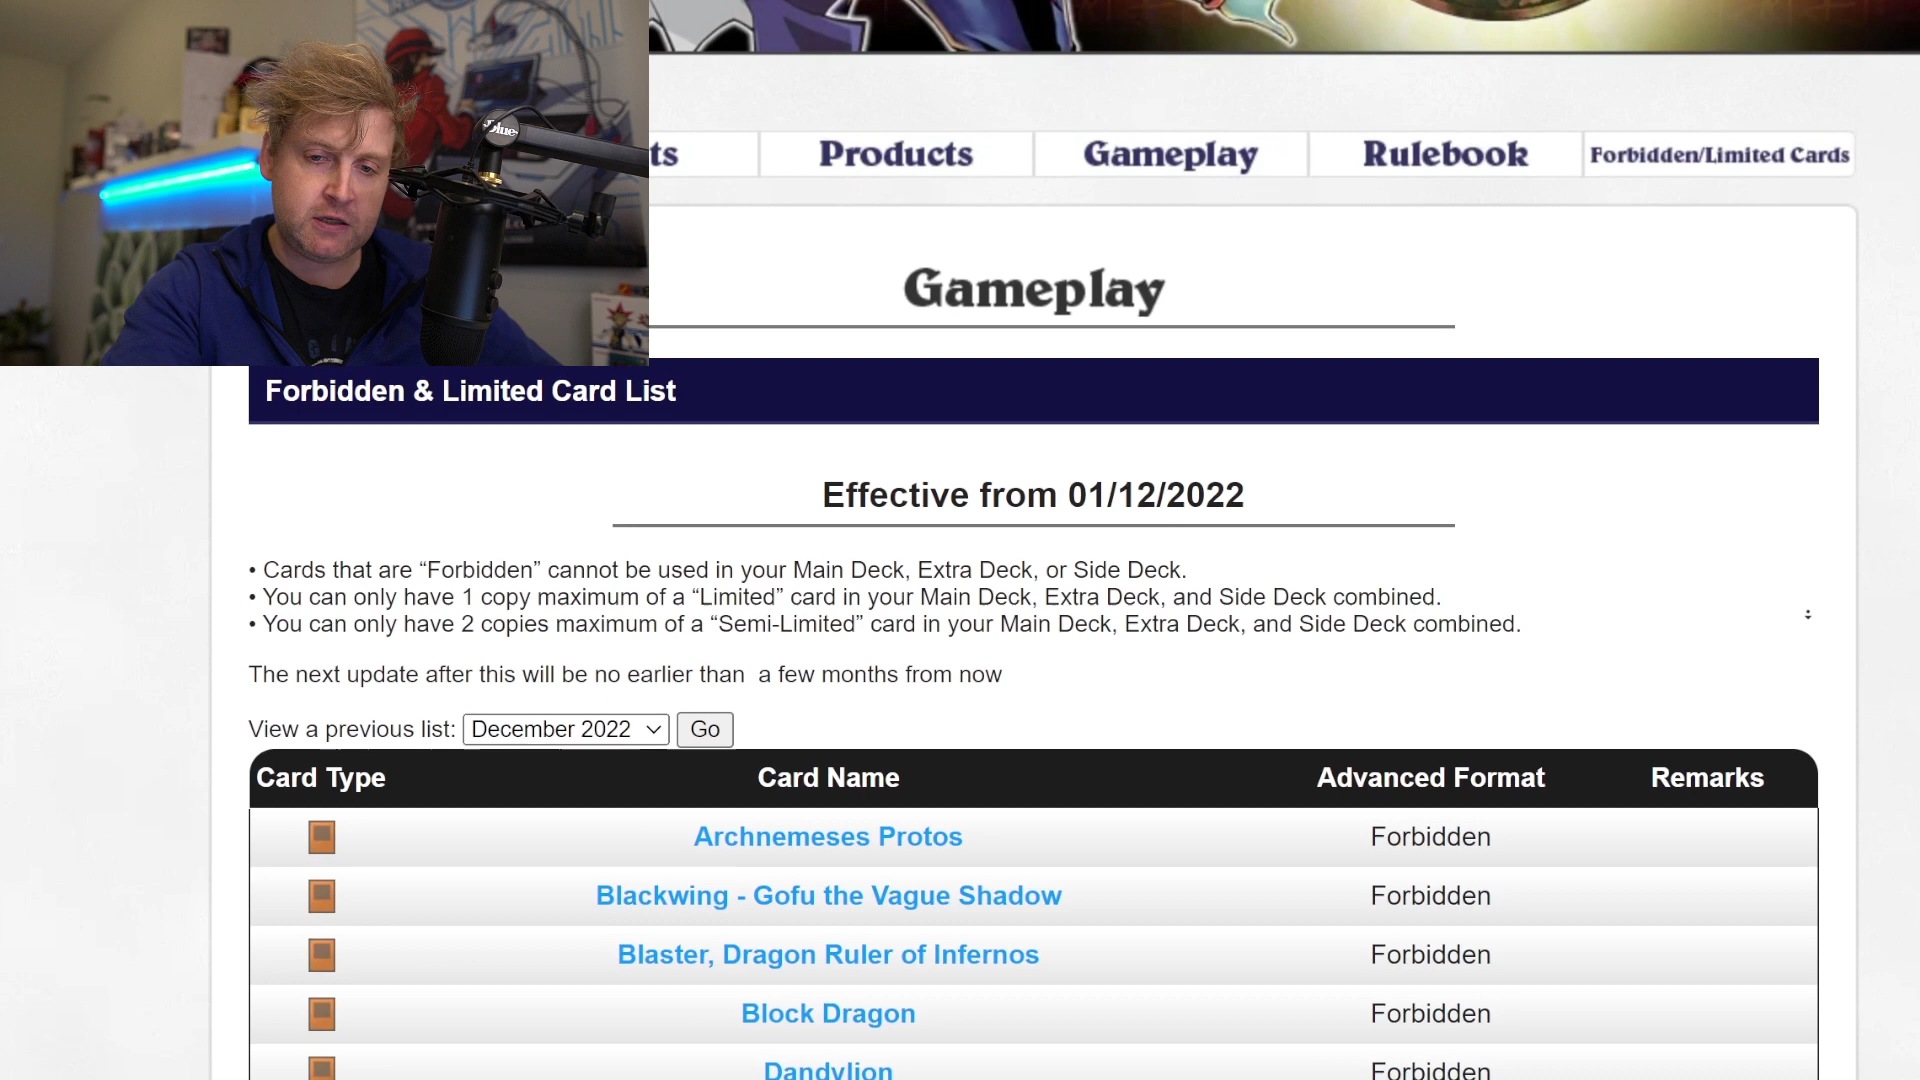 Blue
ts
Products
Gameplay
Rulebook
Forbidden/Limited Cards
Gameplay
Forbidden & Limited Card List
Effective from 01/12/2022
• Cards that are “Forbidden” cannot be used in your Main Deck, Extra Deck, or Side Deck.
• You can only have 1 copy maximum of a “Limited” card in your Main Deck, Extra Deck, and Side Deck combined.
• You can only have 2 copies maximum of a “Semi-Limited” card in your Main Deck, Extra Deck, and Side Deck combined.
The next update after this will be no earlier than  a few months from now
View a previous list: December 2022 Go
Card Type Card Name Advanced Format Remarks
Archnemeses Protos Forbidden
Blackwing - Gofu the Vague Shadow Forbidden
Blaster, Dragon Ruler of Infernos Forbidden
Block Dragon Forbidden
Dandylion Forbidden